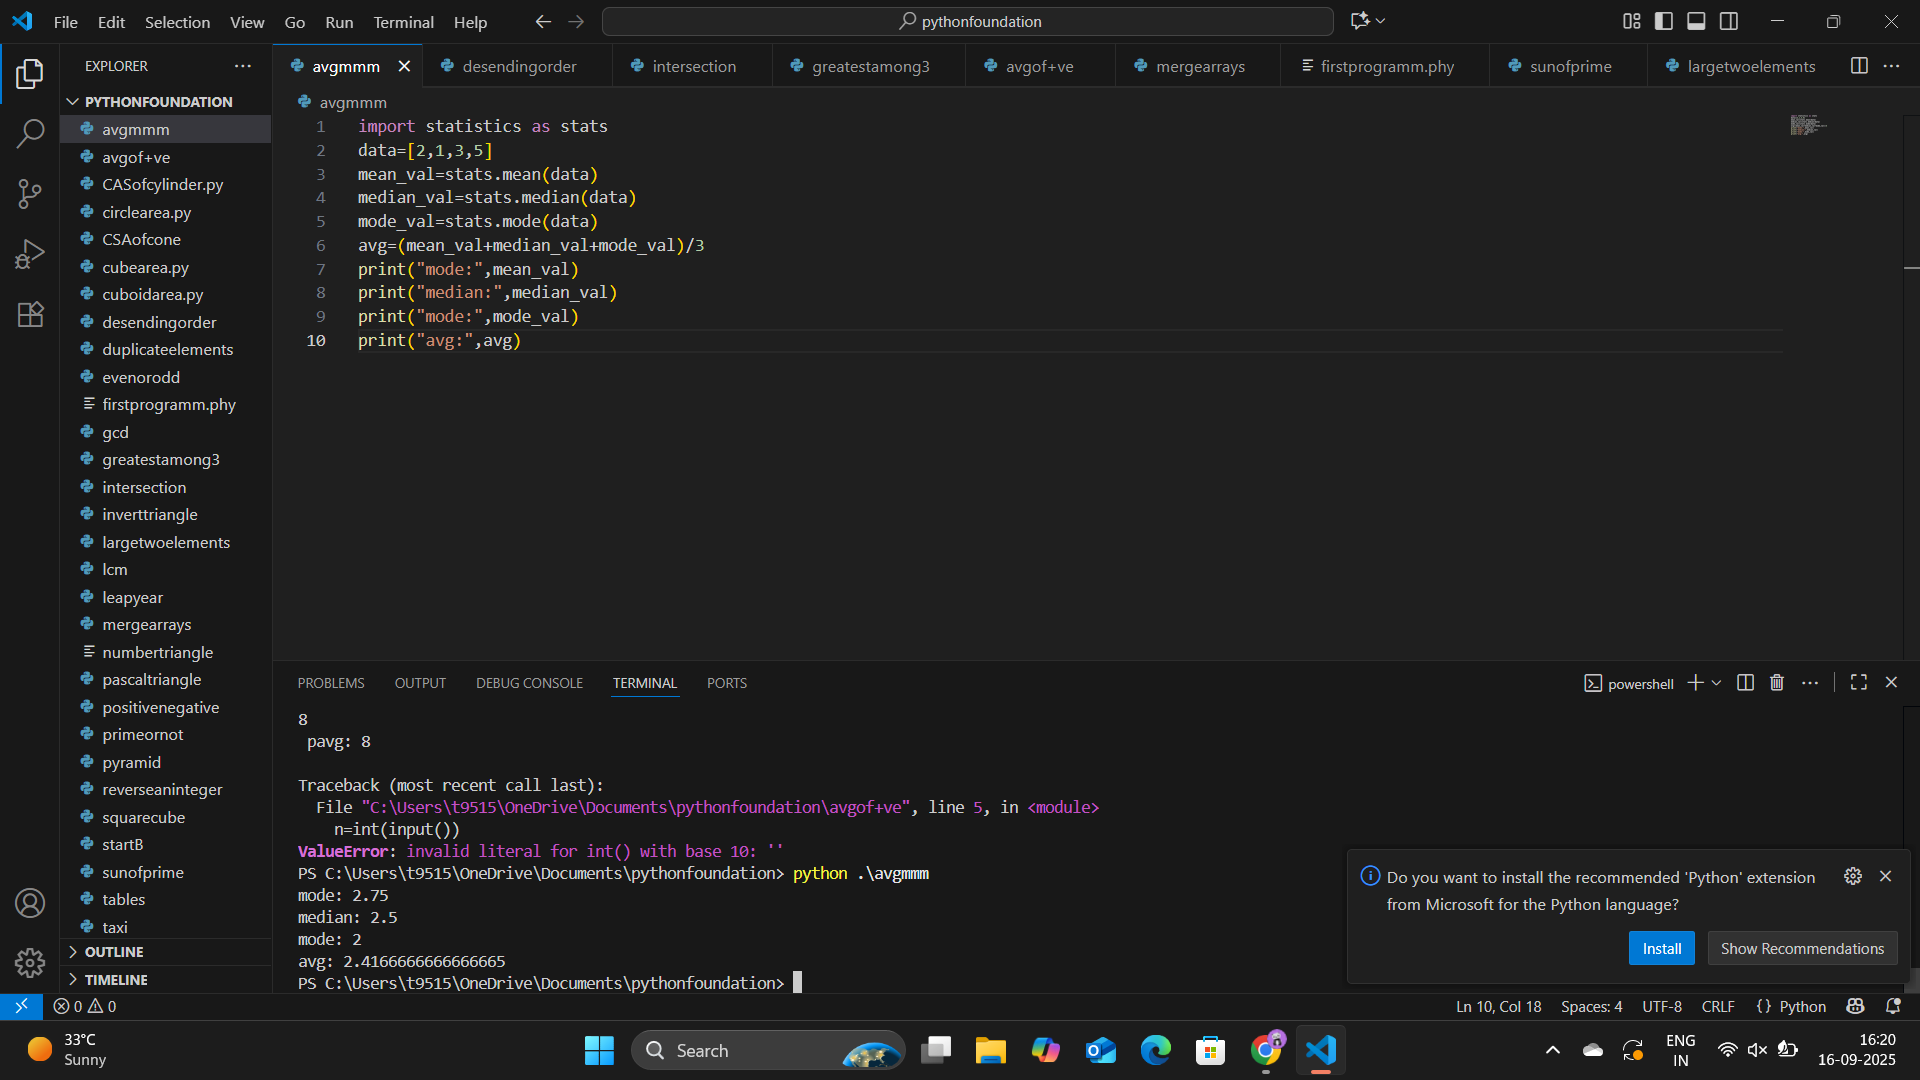 File Edit Selection View Go Run Terminal Help
pythonfoundation
EXPLORER
PYTHONFOUNDATION
avgmmm
avgof+ve
CASofcylinder.py
circlearea.py
CSAofcone
cubearea.py
cuboidarea.py
desendingorder
duplicateelements
evenorodd
firstprogramm.phy
gcd
greatestamong3
intersection
inverttriangle
largetwoelements
lcm
leapyear
mergearrays
numbertriangle
pascaltriangle
positivenegative
primeornot
pyramid
reverseaninteger
squarecube
startB
sunofprime
tables
taxi
OUTLINE
TIMELINE
avgmmm desendingorder intersection greatestamong3 avgof+ve mergearrays firstprogramm.phy sunofprime largetwoelements
avgmmm
1 import statistics as stats
2 data=[2,1,3,5]
3 mean_val=stats.mean(data)
4 median_val=stats.median(data)
5 mode_val=stats.mode(data)
6 avg=(mean_val+median_val+mode_val)/3
7 print("mode:",mean_val)
8 print("median:",median_val)
9 print("mode:",mode_val)
10 print("avg:",avg)
PROBLEMS OUTPUT DEBUG CONSOLE TERMINAL PORTS
powershell
8
pavg: 8
Traceback (most recent call last):
File "C:\Users\t9515\OneDrive\Documents\pythonfoundation\avgof+ve", line 5, in <module>
n=int(input())
ValueError: invalid literal for int() with base 10: ''
PS C:\Users\t9515\OneDrive\Documents\pythonfoundation> python .\avgmmm
mode: 2.75
median: 2.5
mode: 2
avg: 2.4166666666666665
PS C:\Users\t9515\OneDrive\Documents\pythonfoundation>
Do you want to install the recommended 'Python' extension
from Microsoft for the Python language?
Install Show Recommendations
0 0
Ln 10, Col 18 Spaces: 4 UTF-8 CRLF {} Python
33°C
Sunny
Search
ENG
IN
16:20
16-09-2025